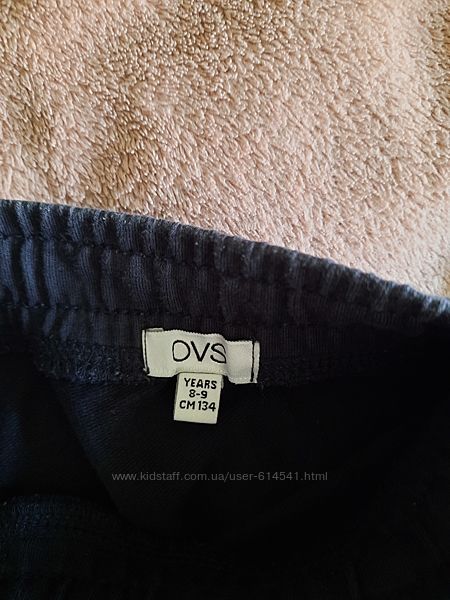 OVS
YEARS
8-9
CM 134
www.kidstaff.com.ua/user-614541.html